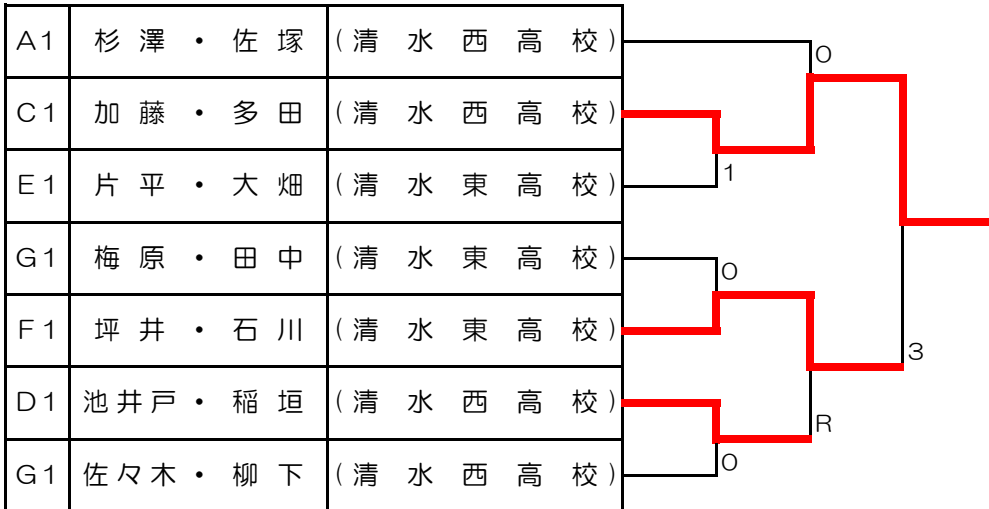 A1 杉澤・佐塚 (清水西高校)
0
C1 加藤・多田 (清水西高校)
1
E1 片平・大畑 (清水東高校)
G1 梅原・田中 (清水東高校)
0
F1 坪井・石川 (清水東高校)
3
D1 池井戸・稲垣 (清水西高校)
R
0
G1 佐々木・柳下 (清水西高校)